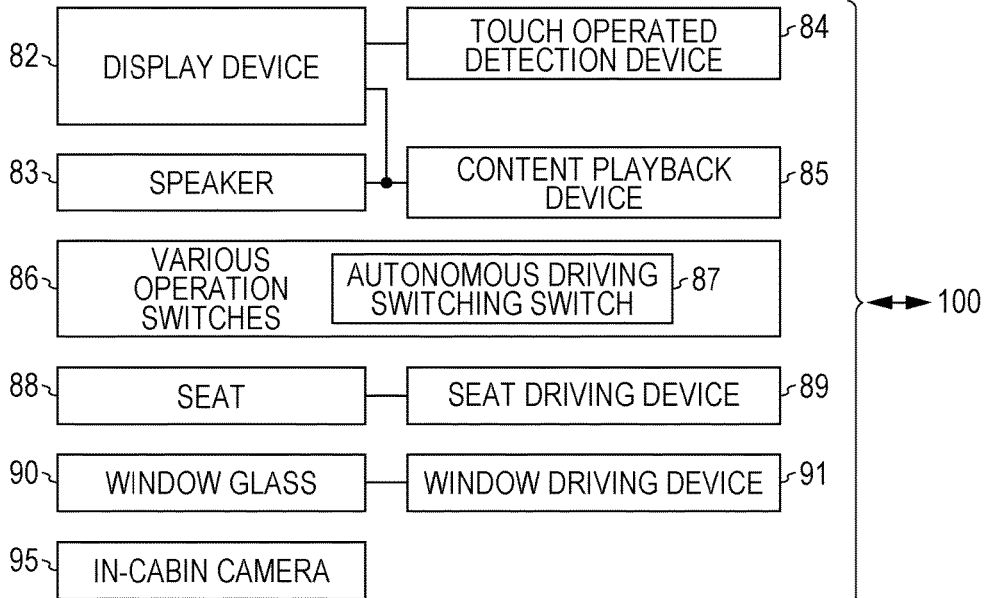 82
DISPLAY DEVICE
TOUCH OPERATED
DETECTION DEVICE
84
83
SPEAKER
CONTENT PLAYBACK
DEVICE
85
86
VARIOUS
OPERATION
SWITCHES
AUTONOMOUS DRIVING
SWITCHING SWITCH
87
100
88
SEAT
SEAT DRIVING DEVICE
89
90
WINDOW GLASS
WINDOW DRIVING DEVICE
91
95
IN-CABIN CAMERA